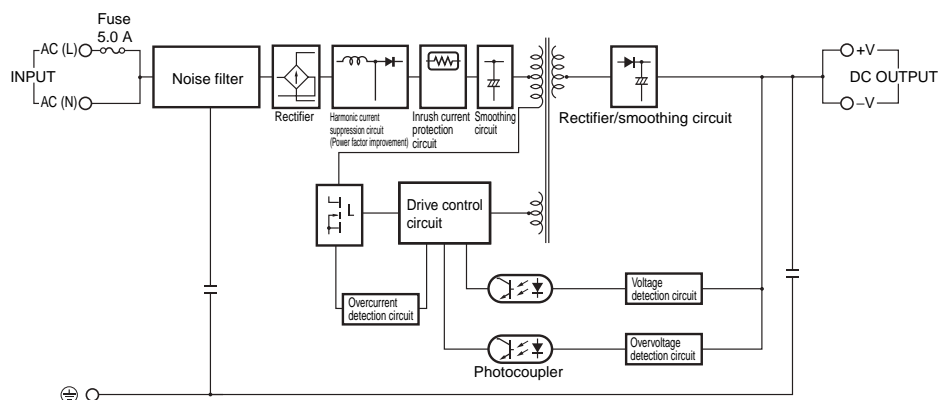 Fuse
5.0 A
AC (L)
INPUT
AC (N)
Noise filter
Rectifier
Harmonic current
suppression circuit
(Power factor improvement)
Inrush current
protection
circuit
Smoothing
circuit
Rectifier/smoothing circuit
+V
DC OUTPUT
−V
Drive control
circuit
Overcurrent
detection circuit
Voltage
detection circuit
Overvoltage
detection circuit
Photocoupler